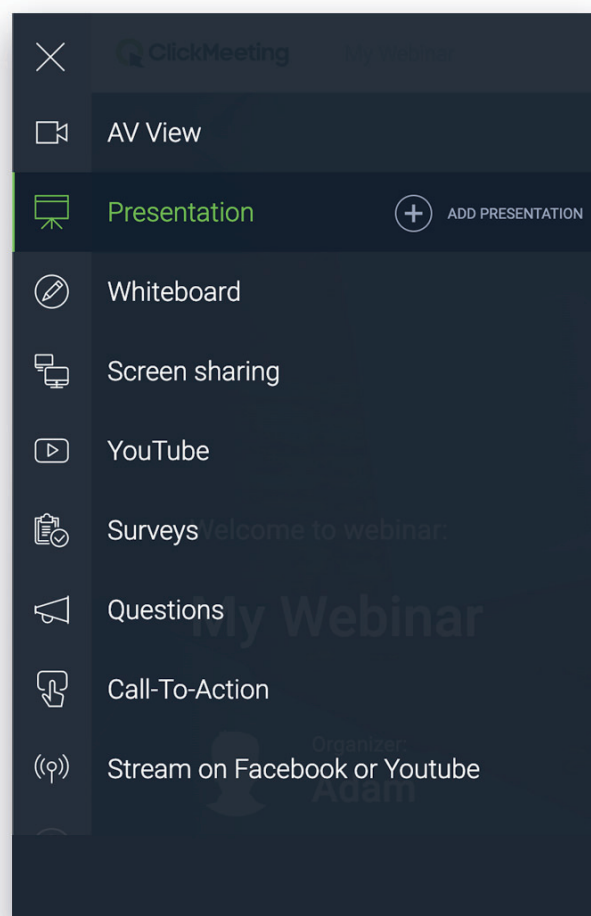 ClickMeeting My Webinar
AV View
Presentation ADD PRESENTATION
Whiteboard
Screen sharing
YouTube
Surveys
Welcome to webinar:
Questions
My Webinar
Call-To-Action
Organizer:
Stream on Facebook or Youtube
Adam